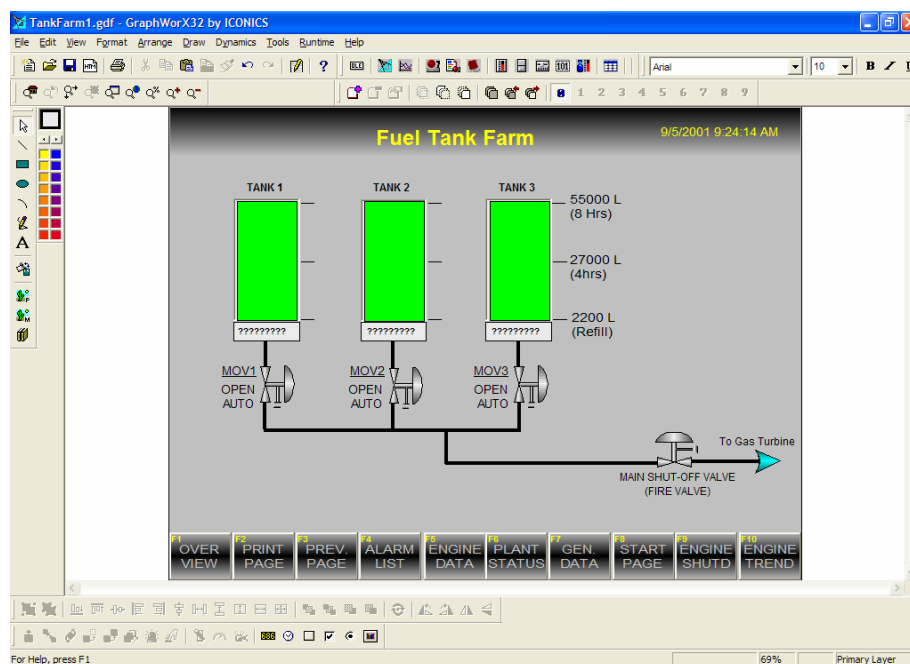 TankFarm1.gdf - GraphWorX32 by ICONICS
File Edit View Format Arrange Draw Dynamics Tools Runtime Help
Arial 10 B I U
0 1 2 3 4 5 6 7 8 9
Fuel Tank Farm
9/5/2001 9:24:14 AM
TANK 1 TANK 2 TANK 3
55000 L
(8 Hrs)
27000 L
(4hrs)
2200 L
(Refill)
????????? ????????? ?????????
MOV1 MOV2 MOV3
OPEN OPEN OPEN
AUTO AUTO AUTO
To Gas Turbine
MAIN SHUT-OFF VALVE
(FIRE VALVE)
F1 F2 F3 F4 F5 F6 F7 F8 F9 F10
OVER PRINT PREV. ALARM ENGINE PLANT GEN. START ENGINE ENGINE
VIEW PAGE PAGE LIST DATA STATUS DATA PAGE SHUTD TREND
For Help, press F1
69% Primary Layer